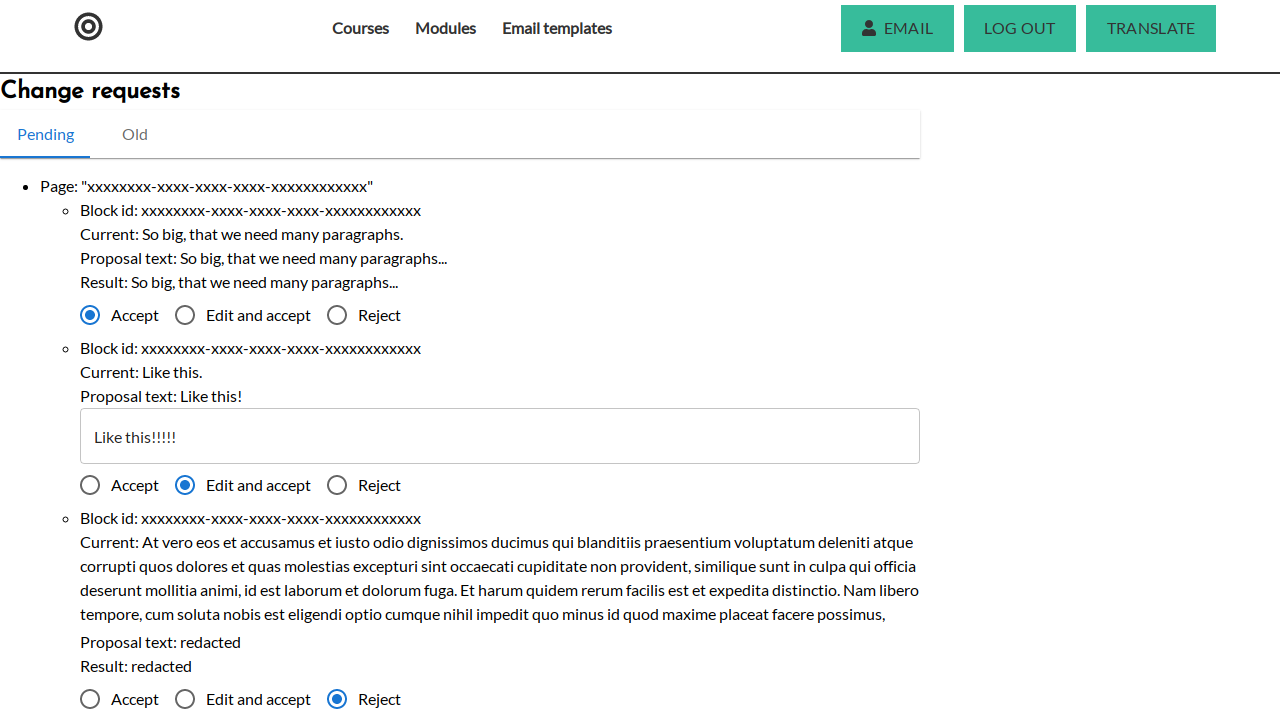 Courses Modules Email templates EMAIL LOG OUT TRANSLATE
Change requests
Pending Old
Page: "xxxxxxxx-xxxx-xxxx-xxxx-xxxxxxxxxxxx"
Block id: xxxxxxxx-xxxx-xxxx-xxxx-xxxxxxxxxxxx
Current: So big, that we need many paragraphs.
Proposal text: So big, that we need many paragraphs...
Result: So big, that we need many paragraphs...
Accept Edit and accept Reject
Block id: xxxxxxxx-xxxx-xxxx-xxxx-xxxxxxxxxxxx
Current: Like this.
Proposal text: Like this!
Like this!!!!!
Accept Edit and accept Reject
Block id: xxxxxxxx-xxxx-xxxx-xxxx-xxxxxxxxxxxx
Current: At vero eos et accusamus et iusto odio dignissimos ducimus qui blanditiis praesentium voluptatum deleniti atque
corrupti quos dolores et quas molestias excepturi sint occaecati cupiditate non provident, similique sunt in culpa qui officia
deserunt mollitia animi, id est laborum et dolorum fuga. Et harum quidem rerum facilis est et expedita distinctio. Nam libero
tempore, cum soluta nobis est eligendi optio cumque nihil impedit quo minus id quod maxime placeat facere possimus,
Proposal text: redacted
Result: redacted
Accept Edit and accept Reject